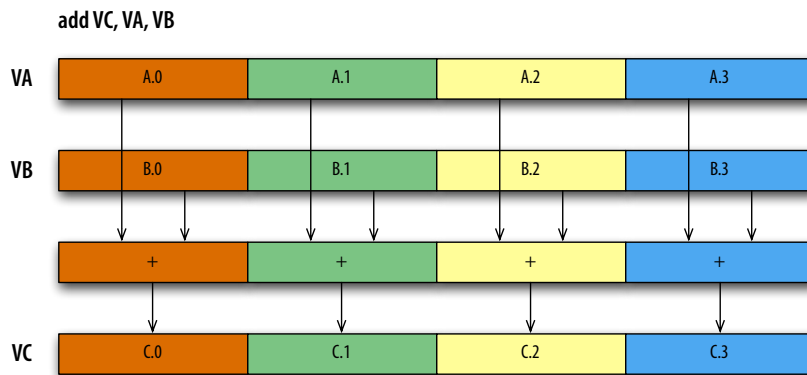 add VC, VA, VB
VA A.0 A.1 A.2 A.3
VB B.0 B.1 B.2 B.3
+ + + +
VC C.0 C.1 C.2 C.3